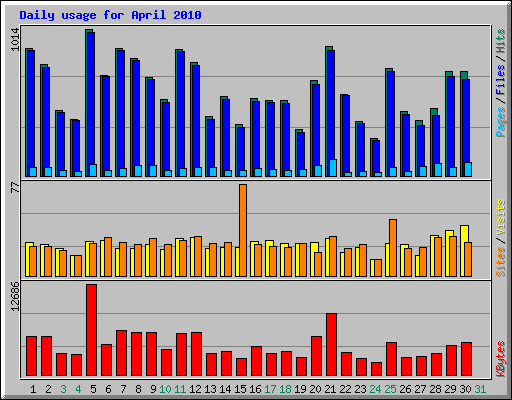 Daily usage for April 2010
1014
Pages / Files / Hits
77
Sites / Visits
12686
KBytes
1 2 3 4 5 6 7 8 9 10 11 12 13 14 15 16 17 18 19 20 21 22 23 24 25 26 27 28 29 30 31